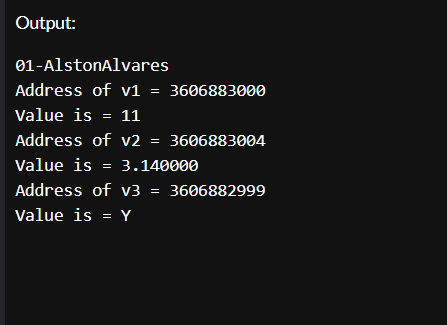 Output:
01-AlstonAlvares
Address of v1 = 3606883000
Value is = 11
Address of v2 = 3606883004
Value is = 3.140000
Address of v3 = 3606882999
Value is = Y